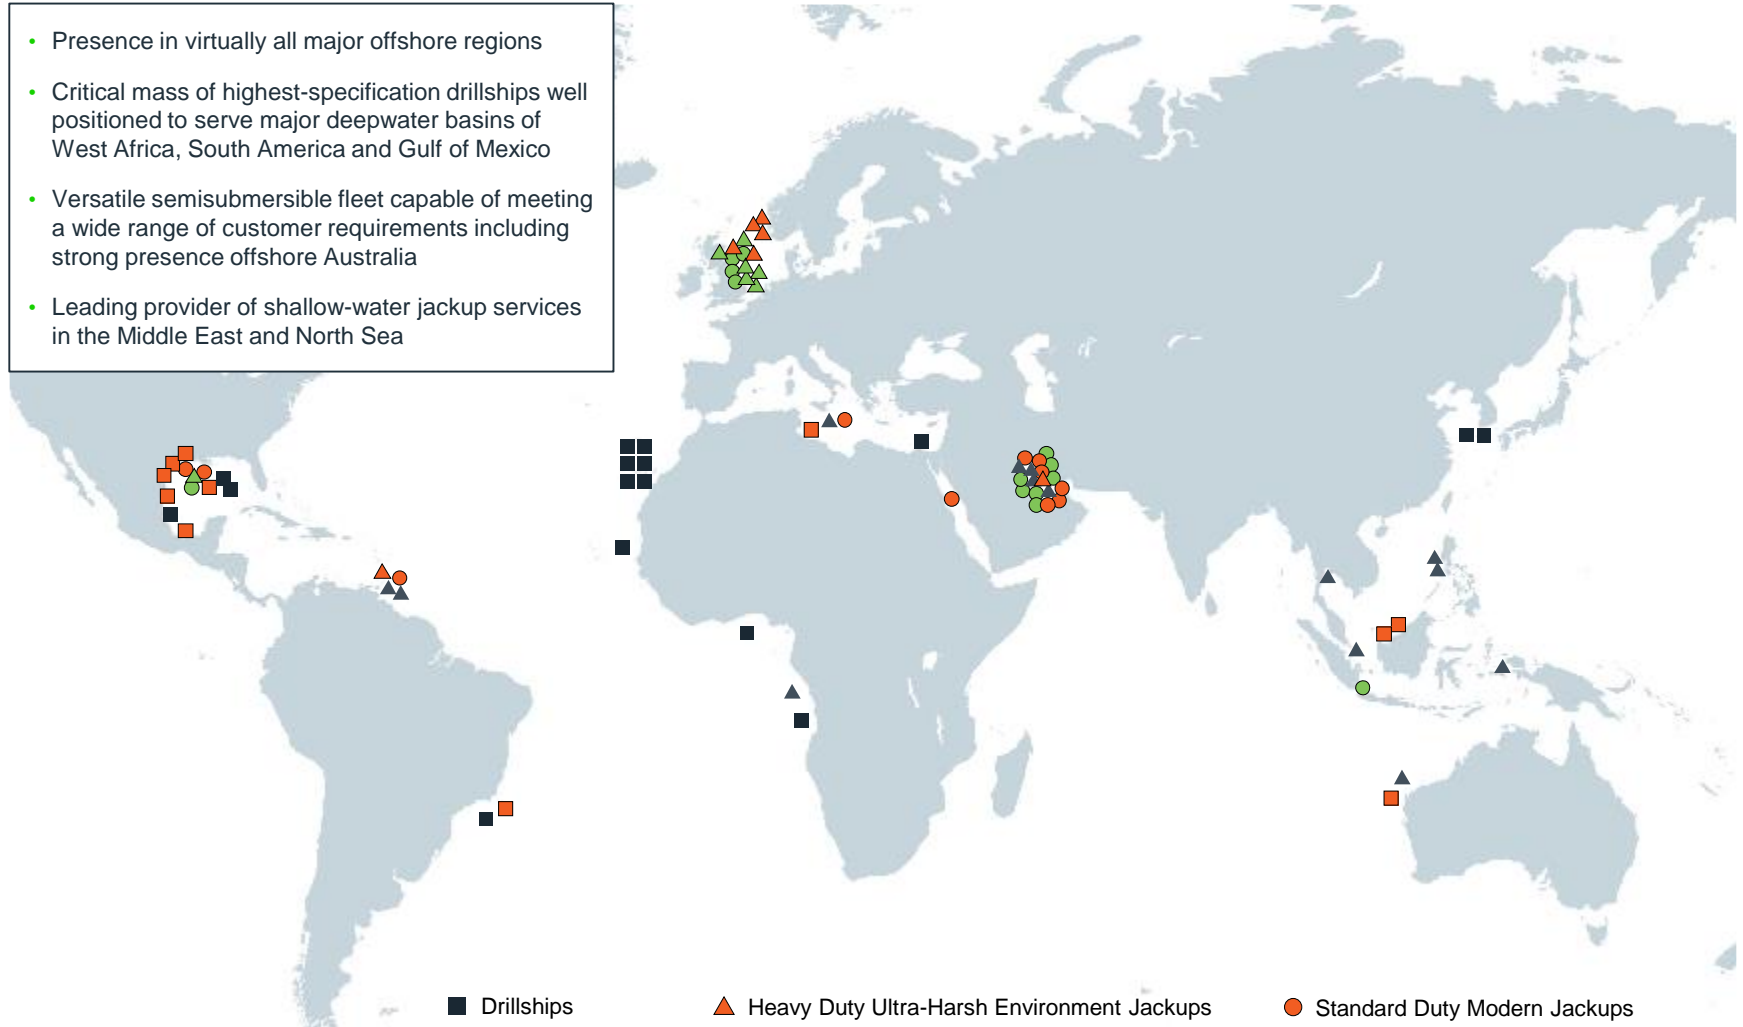 • Presence in virtually all major offshore regions
• Critical mass of highest-specification drillships well
positioned to serve major deepwater basins of
West Africa, South America and Gulf of Mexico
• Versatile semisubmersible fleet capable of meeting
a wide range of customer requirements including
strong presence offshore Australia
• Leading provider of shallow-water jackup services
in the Middle East and North Sea
Drillships
Heavy Duty Ultra-Harsh Environment Jackups
Standard Duty Modern Jackups